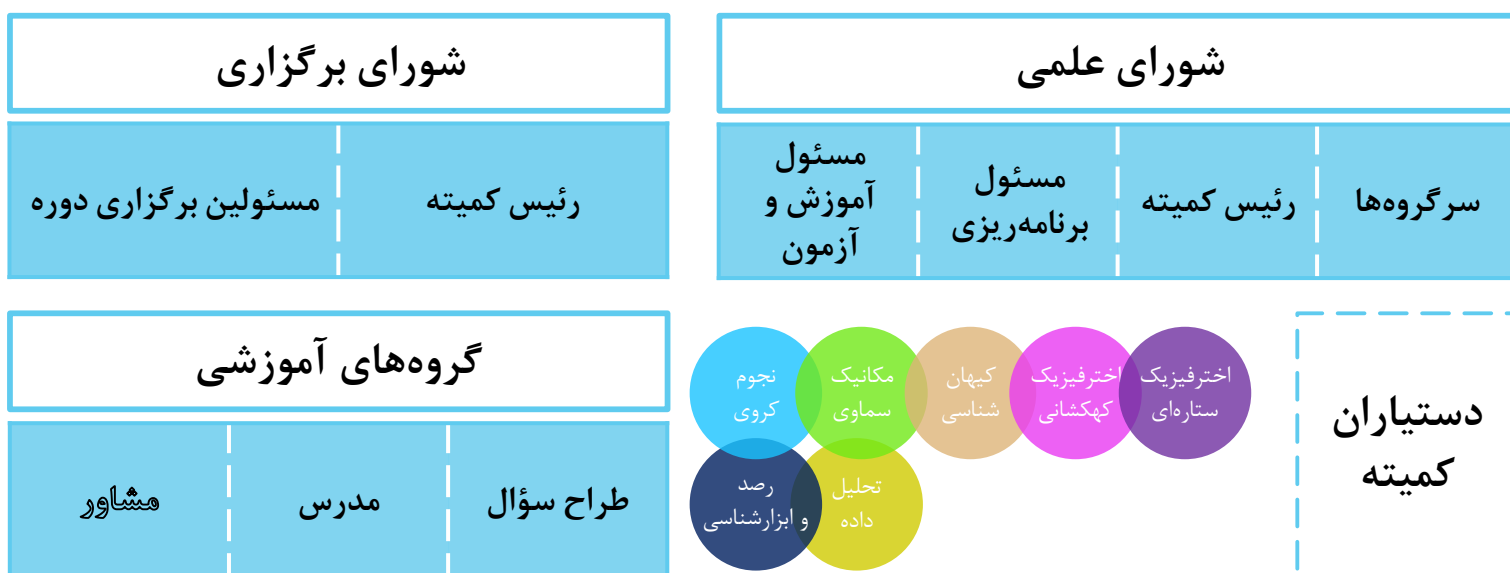 شورای علمی
سرگروه‌ها
رئیس کمیته
مسئول
برنامه‌ریزی
مسئول
آموزش و
آزمون
شورای برگزاری
رئیس کمیته
مسئولین برگزاری دوره
دستیاران
کمیته
اخترفیزیک
ستاره‌ای
اخترفیزیک
کهکشانی
کیهان
شناسی
مکانیک
سماوی
نجوم
کروی
تحلیل
داده
رصد
و ابزارشناسی
گروه‌های آموزشی
طراح سؤال
مدرس
مشاور